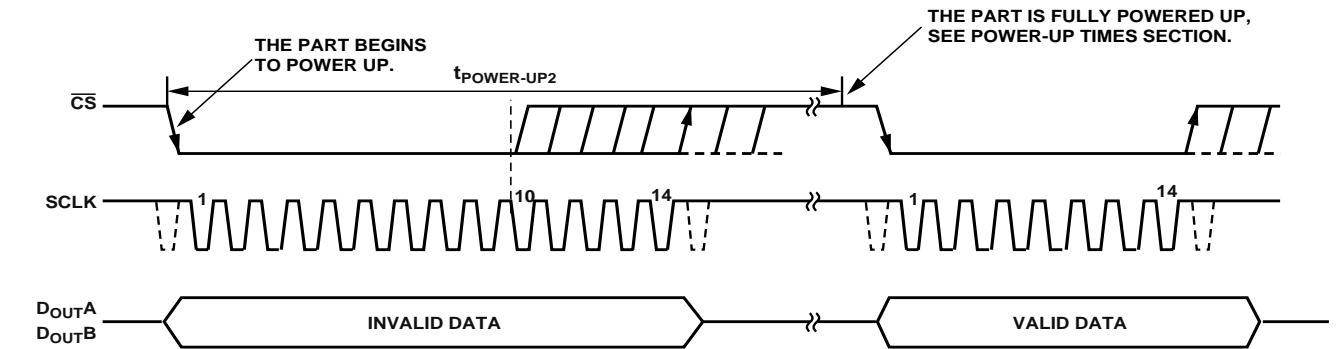 THE PART IS FULLY POWERED UP,
SEE POWER-UP TIMES SECTION.
THE PART BEGINS
TO POWER UP.
tPOWER-UP2
CS
SCLK
1
10
14
1
14
DOUTA
DOUTB
INVALID DATA
VALID DATA